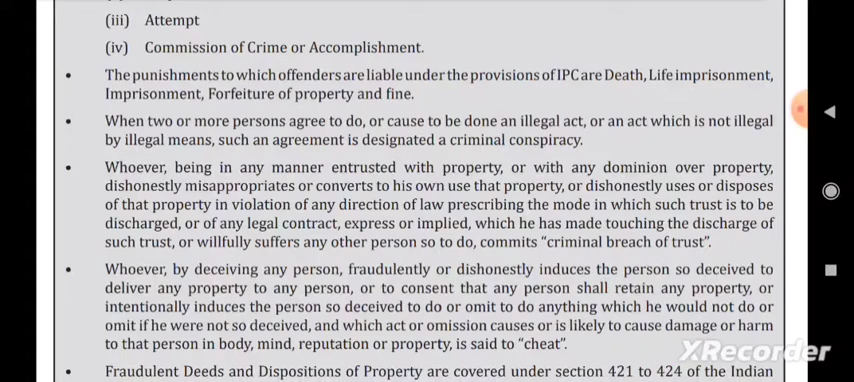 (iii) Attempt
(iv) Commission of Crime or Accomplishment.
• The punishments to which offenders are liable under the provisions of IPC are Death, Life imprisonment,
Imprisonment, Forfeiture of property and fine.
• When two or more persons agree to do, or cause to be done an illegal act, or an act which is not illegal
by illegal means, such an agreement is designated a criminal conspiracy.
• Whoever, being in any manner entrusted with property, or with any dominion over property,
dishonestly misappropriates or converts to his own use that property, or dishonestly uses or disposes
of that property in violation of any direction of law prescribing the mode in which such trust is to be
discharged, or of any legal contract, express or implied, which he has made touching the discharge of
such trust, or willfully suffers any other person so to do, commits “criminal breach of trust”.
• Whoever, by deceiving any person, fraudulently or dishonestly induces the person so deceived to
deliver any property to any person, or to consent that any person shall retain any property, or
intentionally induces the person so deceived to do or omit to do anything which he would not do or
omit if he were not so deceived, and which act or omission causes or is likely to cause damage or harm
to that person in body, mind, reputation or property, is said to “cheat”.
XRecorder
• Fraudulent Deeds and Dispositions of Property are covered under section 421 to 424 of the Indian